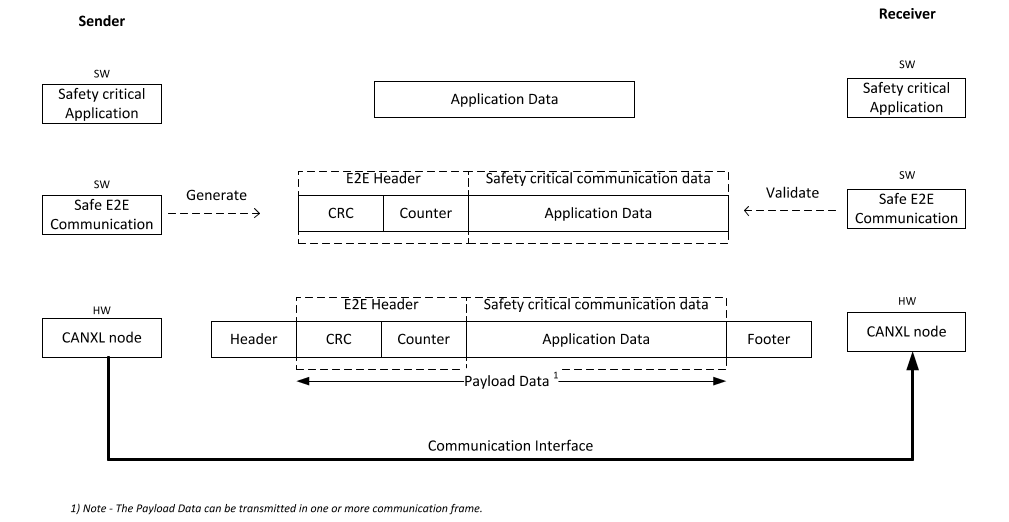 Sender
Receiver
SW
Safety critical
Application
Application Data
SW
Safety critical
Application
SW
Safe E2E
Communication
Generate
E2E Header
Safety critical communication data
CRC
Counter
Application Data
Validate
SW
Safe E2E
Communication
HW
CANXL node
E2E Header
Safety critical communication data
Header
CRC
Counter
Application Data
Footer
Payload Data 1
HW
CANXL node
Communication Interface
1) Note - The Payload Data can be transmitted in one or more communication frame.